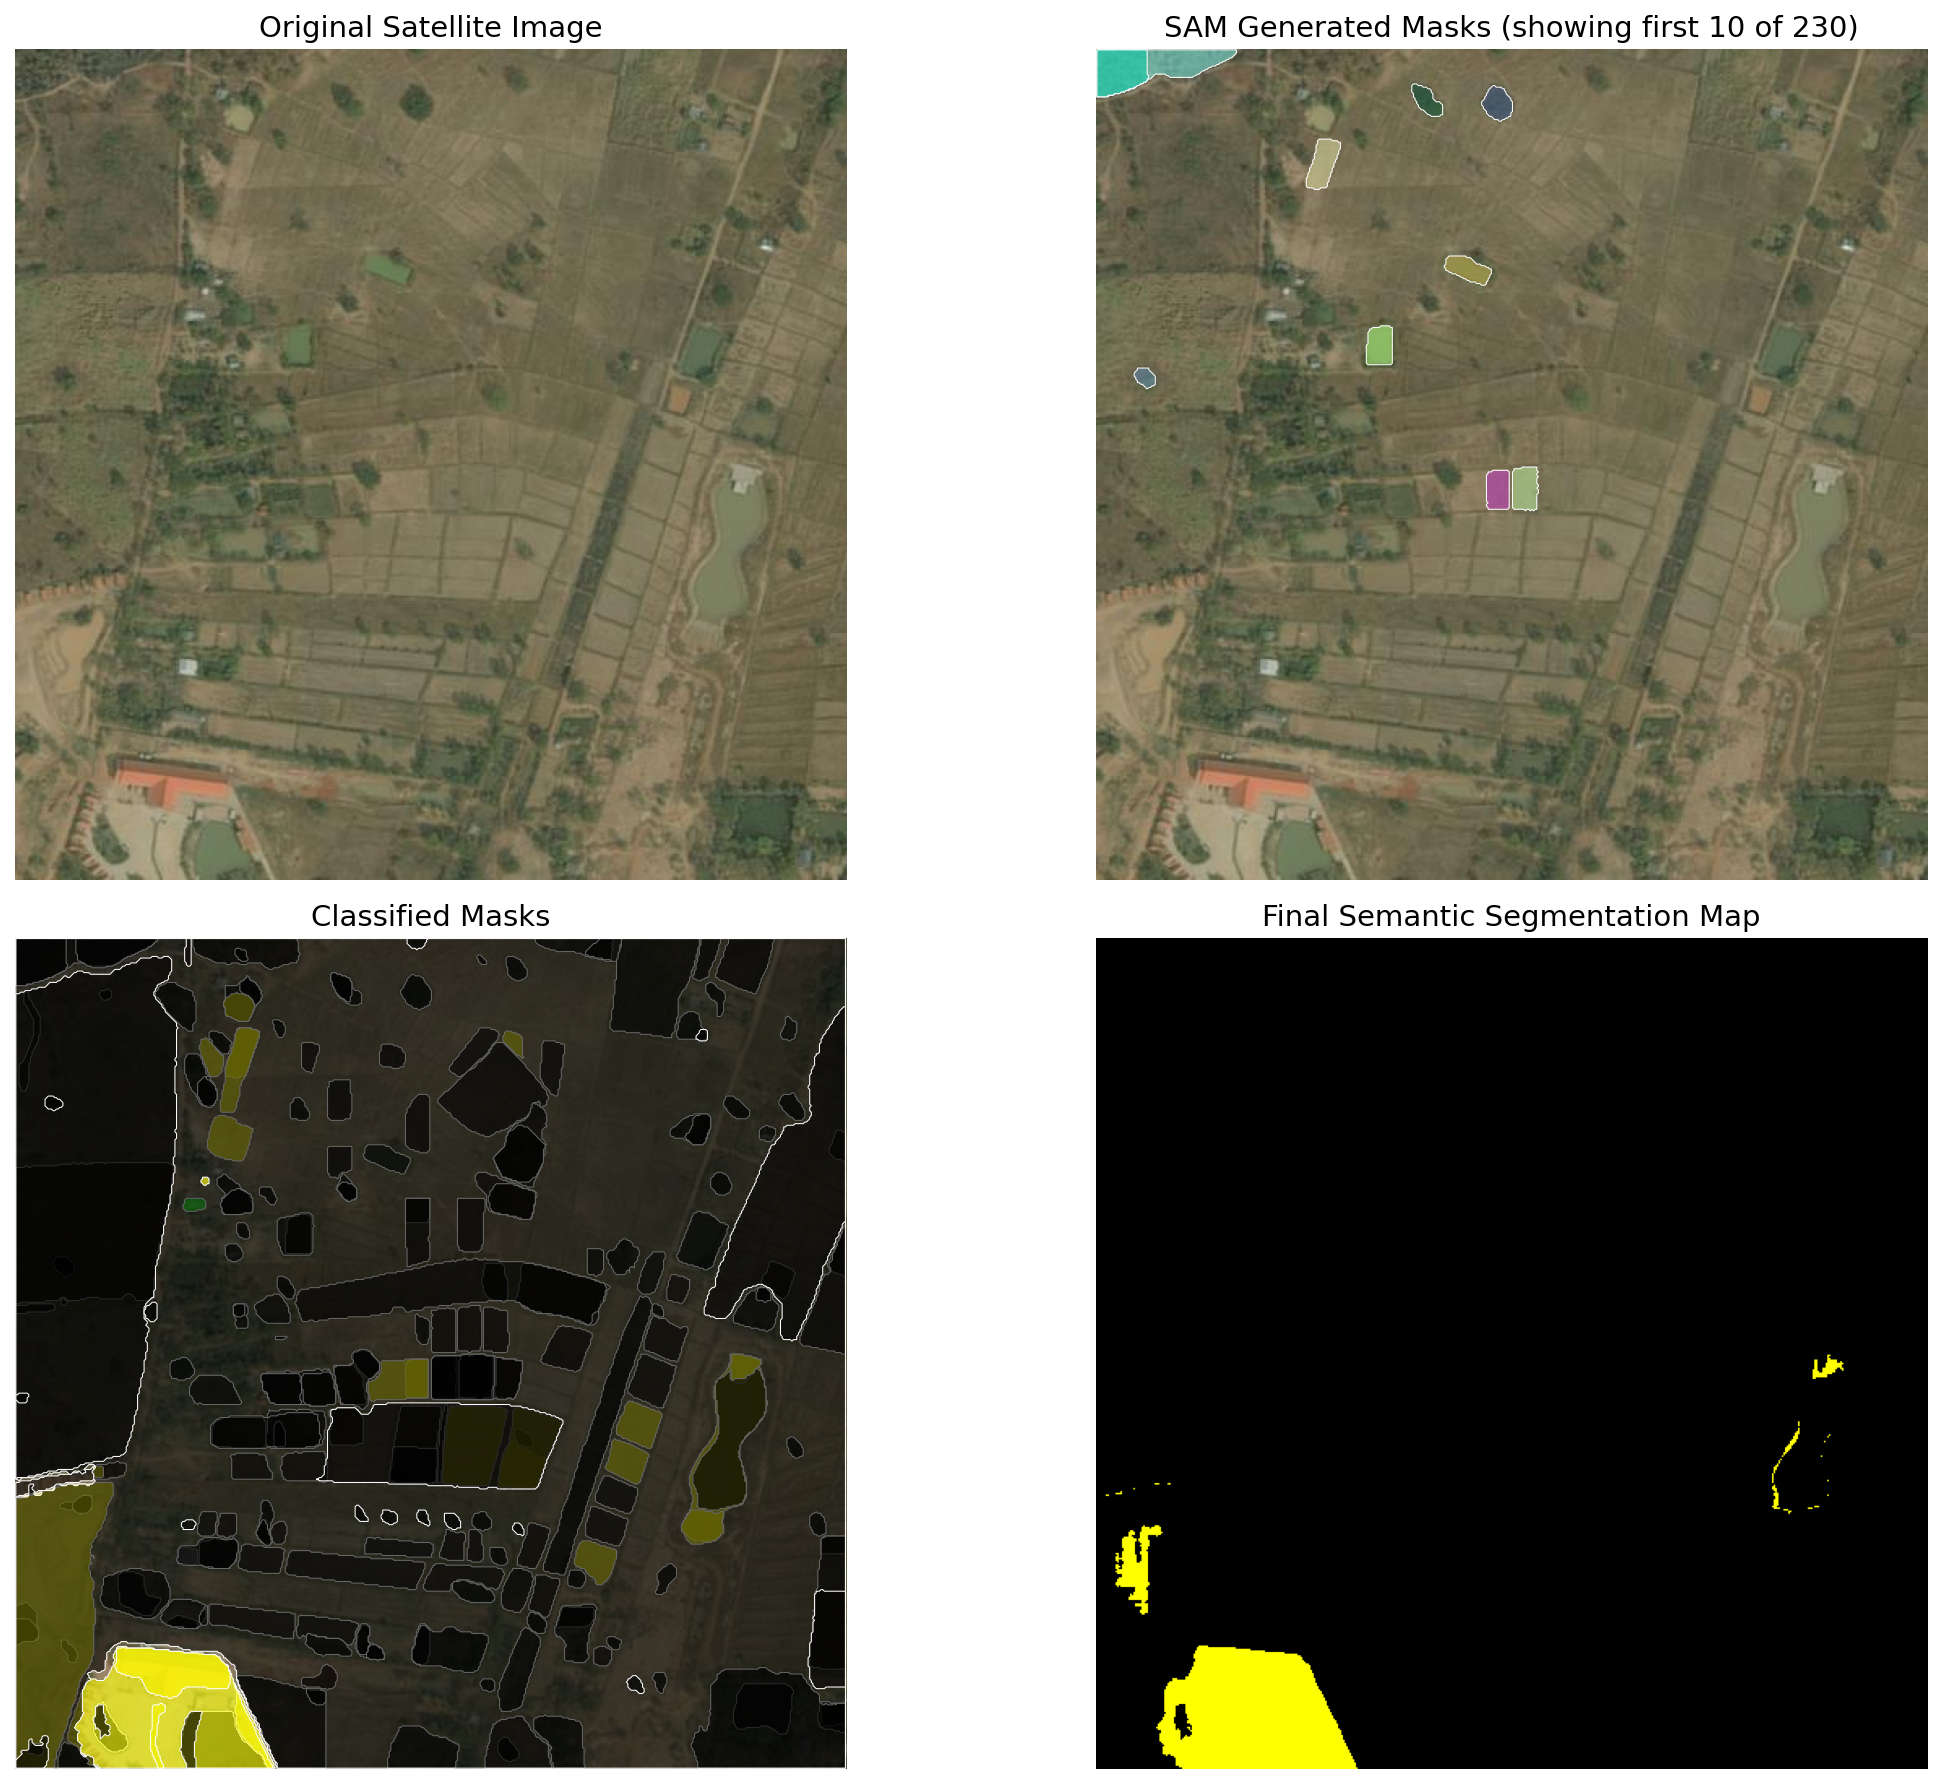 Original Satellite Image
SAM Generated Masks (showing first 10 of 230)
Classified Masks
Final Semantic Segmentation Map